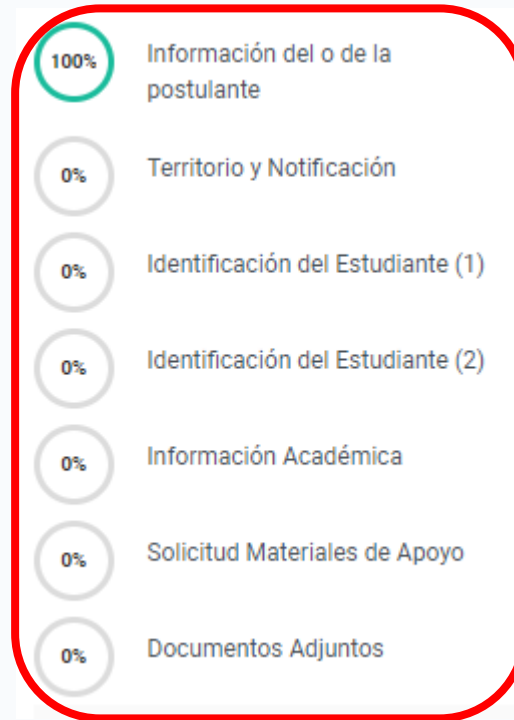 100%
Información del o de la
postulante
0%
Territorio y Notificación
0%
Identificación del Estudiante (1)
0%
Identificación del Estudiante (2)
0%
Información Académica
0%
Solicitud Materiales de Apoyo
0%
Documentos Adjuntos